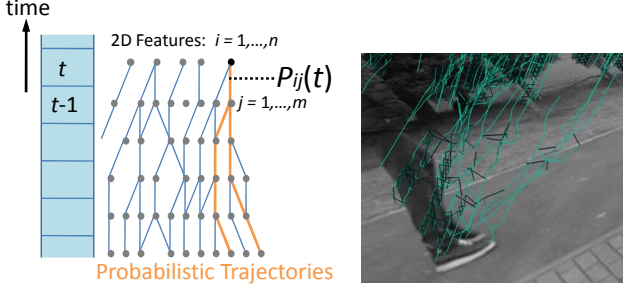 time
2D Features: i = 1,...,n
t
Pij(t)
t-1
j = 1,...,m
Probabilistic Trajectories